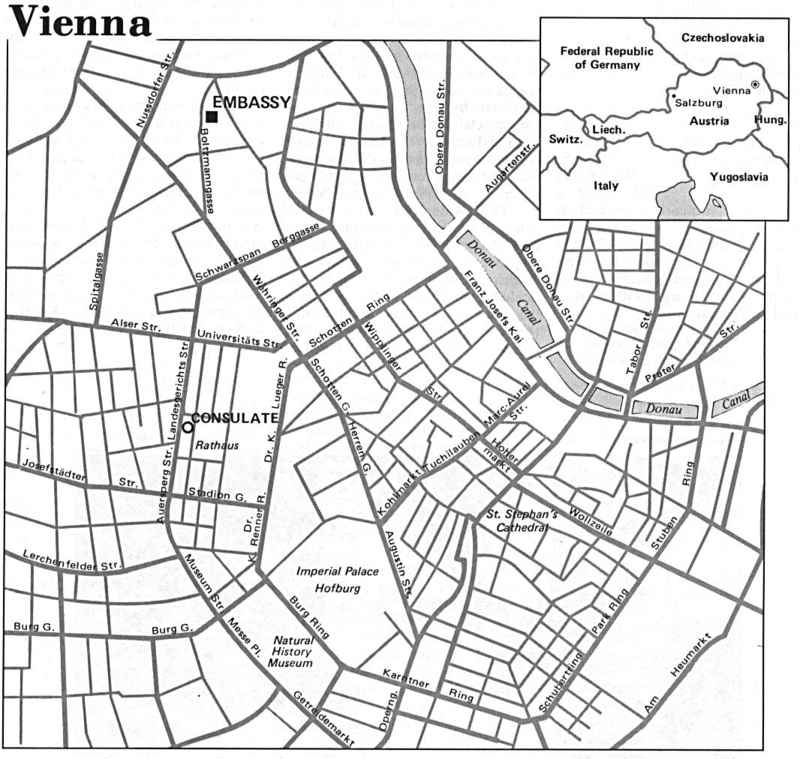 Vienna
Czechoslovakia
Federal Republic
of Germany
Vienna
Salzburg
Austria
Hung.
Liech.
Switz.
Italy
Yugoslavia
Nussdorfer Str.
EMBASSY
Boltzmanngasse
Obere Donau Str.
Augartenstr.
Spitalgasse
Schwarzspan
Berggasse
Donau
Canal
Obere Donau Str.
Franz Josefs Kai
Währinger Str.
Alser Str.
Universitäts Str.
Schotten
Ring
Wipplinger
Str.
Tabor
Str.
Prater
Str.
Donau
Canal
Landesgerichts Str.
Dr. K. Lueger R.
Schotten G.
Herren G.
Marc Aurel
Str.
CONSULATE
Rathaus
Tuchlauben
Hoher
markt
Kohlmarkt
Josefstädter
Str.
Stadion G.
Auersperg Str.
Dr.
K. Renner R.
St. Stephan's
Cathedral
Wollzeile
Stuben
Ring
Lerchenfelder Str.
Museum Str.
Imperial Palace
Hofburg
Augustin Str.
Burg G.
Burg G.
Messe Pl.
Burg Ring
Natural
History
Museum
Park Ring
Schubertring
Karntner
Ring
Operng.
Getreidemarkt
Am
Heumarkt